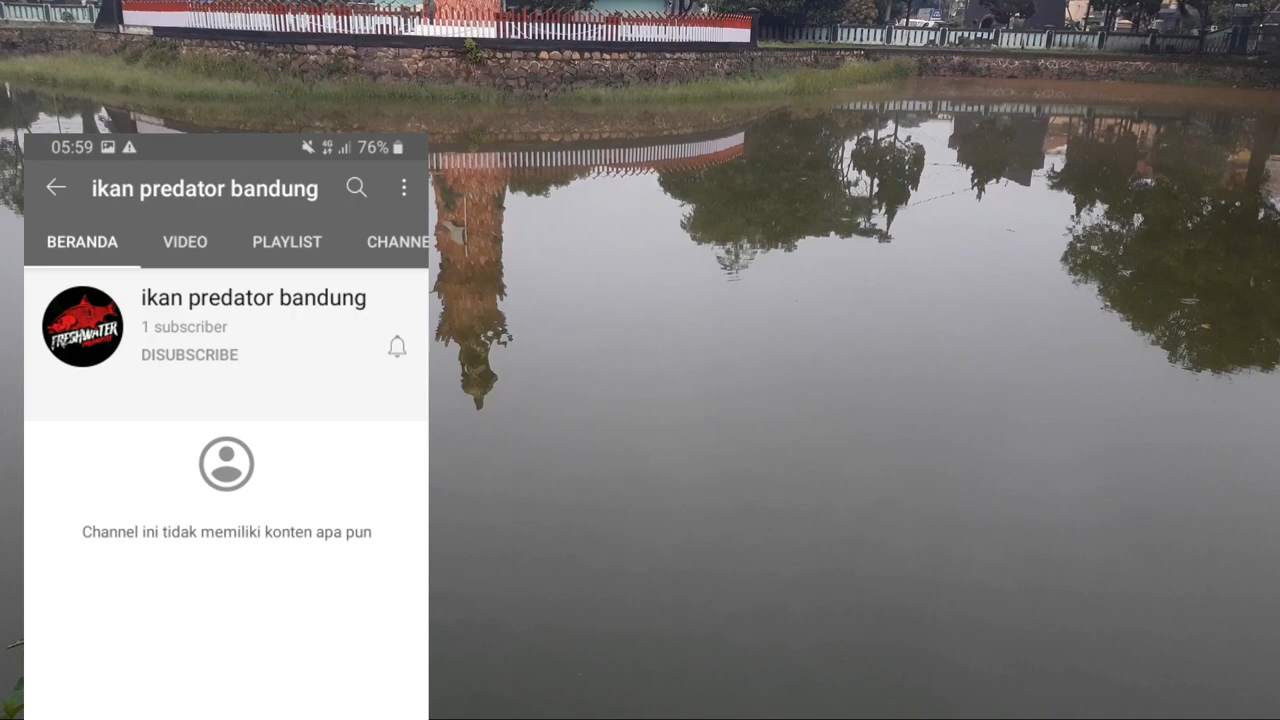 05:59 4G 76%
ikan predator bandung
BERANDA VIDEO PLAYLIST CHANNE
ikan predator bandung
1 subscriber
DISUBSCRIBE
FRESHWATER
Channel ini tidak memiliki konten apa pun